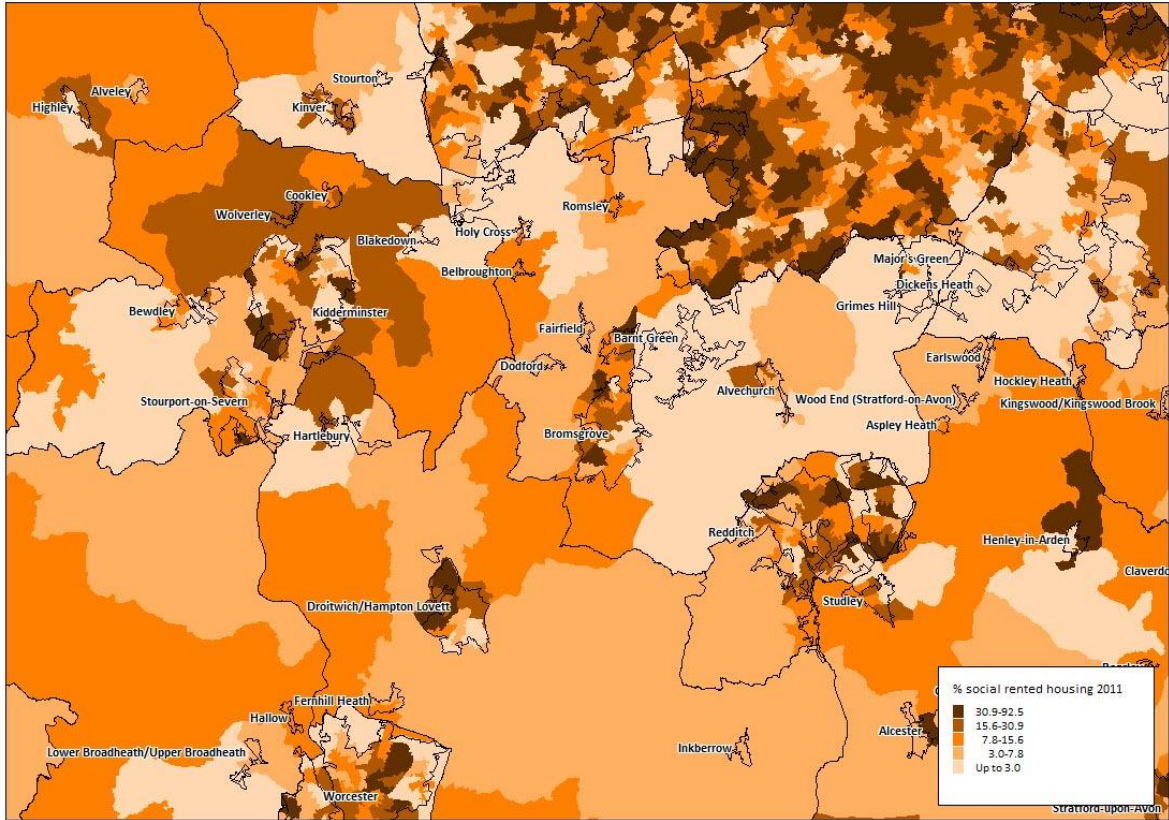 Stourton
Alveley
Highley
Kinver
Cookley
Wolverley
Romsley
Holy Cross
Blakedown
Belbroughton
Major's Green
Dickens Heath
Bewdley
Kidderminster
Grimes Hill
Fairfield
Barnt Green
Earlswood
Dodford
Hockley Heath
Alvechurch
Wood End (Stratford-on-Avon)
Kingswood/Kingswood Brook
Stourport-on-Severn
Aspley Heath
Hartlebury
Bromsgrove
Redditch
Henley-in-Arden
Claverdo
Studley
Droitwich/Hampton Lovett
% social rented housing 2011
30.9-92.5
15.6-30.9
7.8-15.6
3.0-7.8
Up to 3.0
Fernhill Heath
Hallow
Alcester
Lower Broadheath/Upper Broadheath
Inkberrow
Worcester
Stratford-upon-Avon